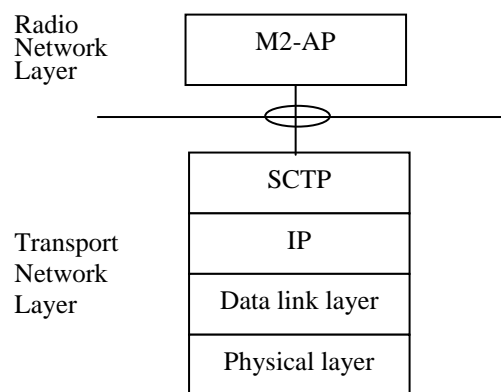 Radio
Network
Layer
M2-AP
SCTP
IP
Transport
Network
Layer
Data link layer
Physical layer